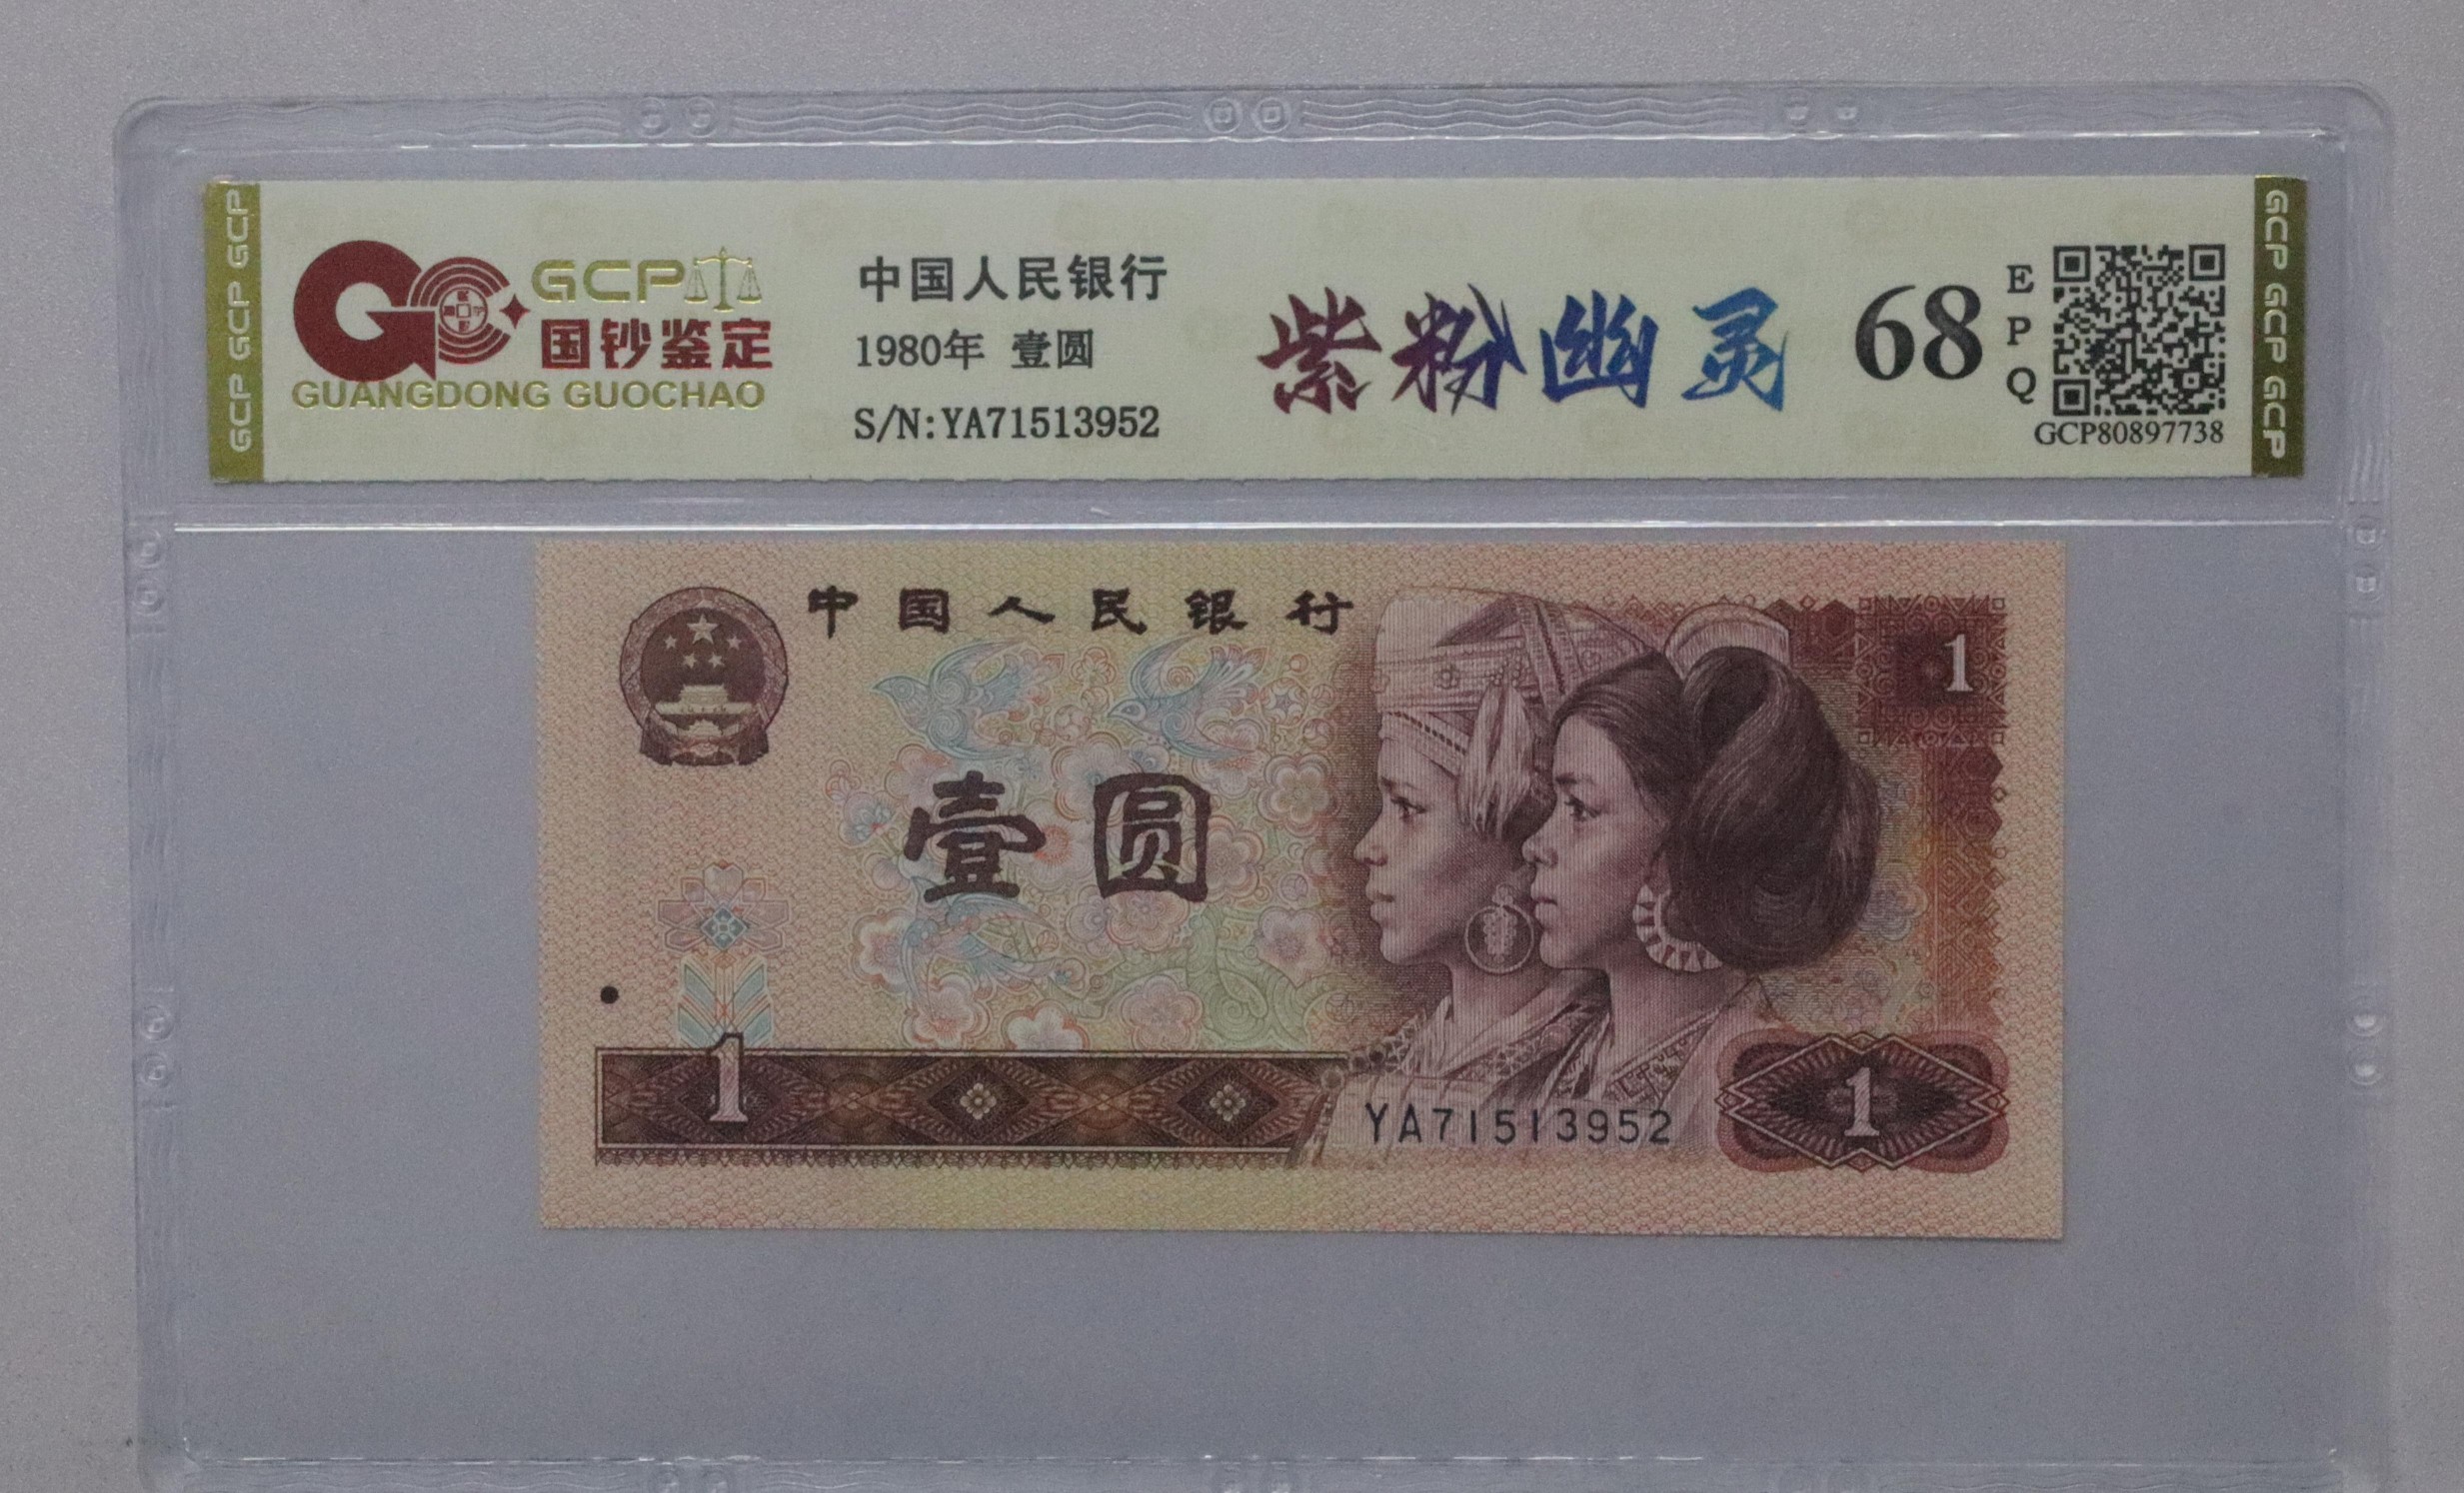 GCP GCP GCP
GCP
国钞鉴定
GUANGDONG GUOCHAO
中国人民银行
1980年 壹圆
S/N:YA71513952
紫粉幽灵
68
E
P
Q
GCP80897738
GCP GCP GCP
中国人民银行
1
壹圆
1
YA71513952
1